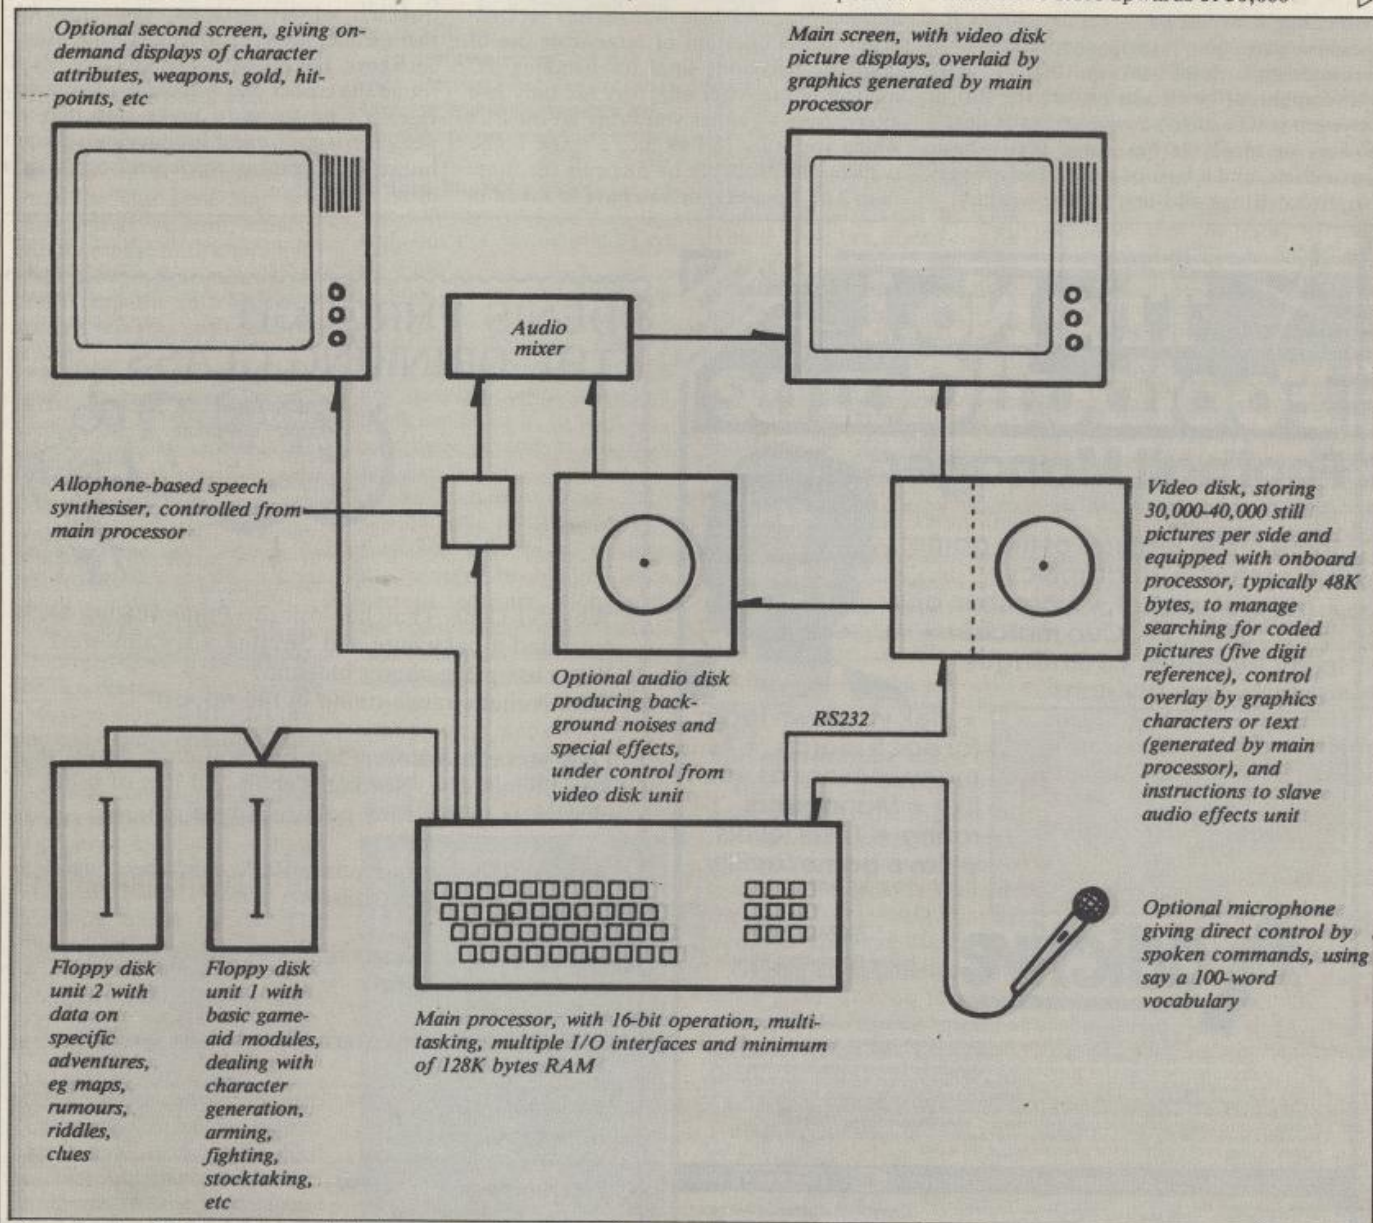 upwards of 30,000
Optional second screen, giving on-
demand displays of character
attributes, weapons, gold, hit-
points, etc
Main screen, with video disk
picture displays, overlaid by
graphics generated by main
processor
Audio
mixer
Allophone-based speech
synthesiser, controlled from
main processor
Video disk, storing
30,000-40,000 still
pictures per side and
equipped with onboard
processor, typically 48K
bytes, to manage
searching for coded
pictures (five digit
reference), control
overlay by graphics
characters or text
(generated by main
processor), and
instructions to slave
audio effects unit
Optional audio disk
producing back-
ground noises and
special effects,
under control from
video disk unit
RS232
Floppy disk
unit 2 with
data on
specific
adventures,
eg maps,
rumours,
riddles,
clues
Floppy disk
unit 1 with
basic game-
aid modules,
dealing with
character
generation,
arming,
fighting,
stocktaking,
etc
Main processor, with 16-bit operation, multi-
tasking, multiple I/O interfaces and minimum
of 128K bytes RAM
Optional microphone
giving direct control by
spoken commands, using
say a 100-word
vocabulary